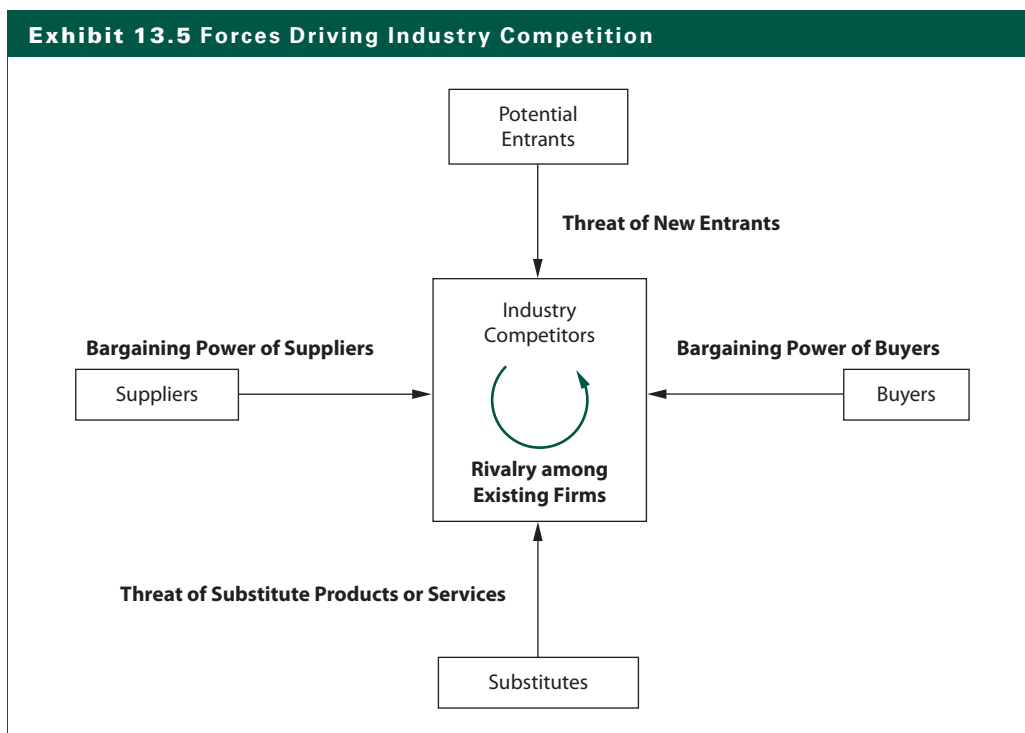 Exhibit 13.5 Forces Driving Industry Competition
Potential
Entrants
Threat of New Entrants
Industry
Competitors
Bargaining Power of Suppliers
Bargaining Power of Buyers
Suppliers
Buyers
Rivalry among
Existing Firms
Threat of Substitute Products or Services
Substitutes